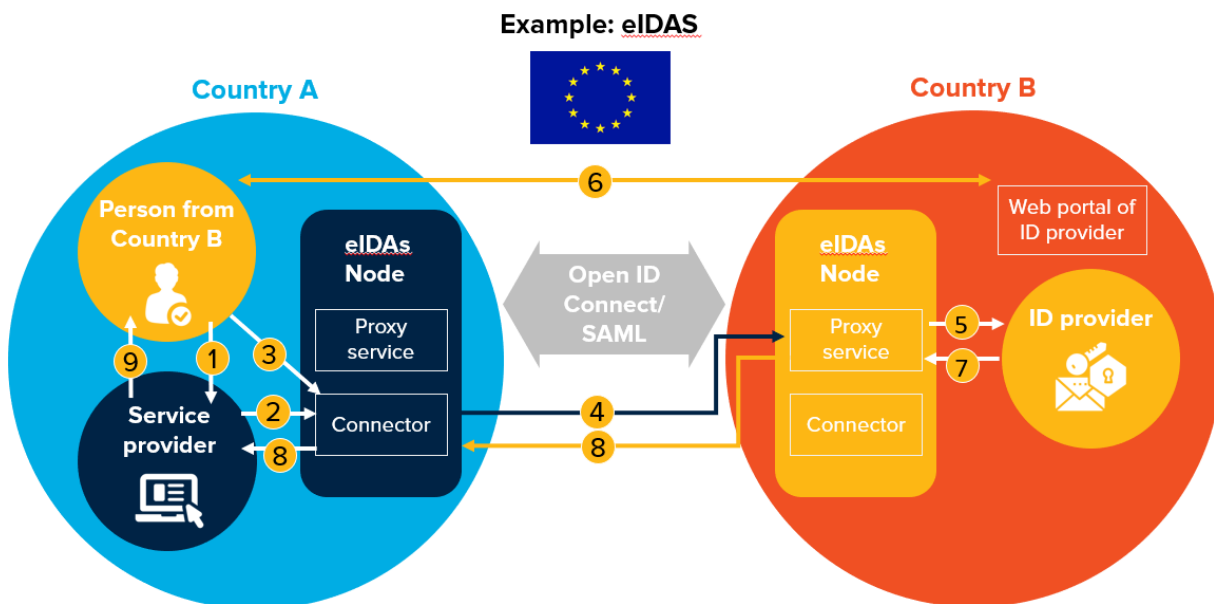 Example: eIDAS
Country A
Country B
6
Person from
Country B
eIDAs
Node
Open ID
Connect/
SAML
eIDAs
Node
Web portal of
ID provider
Proxy
service
Proxy
service
5
ID provider
9
1
3
7
Service
provider
2
Connector
4
Connector
8
8